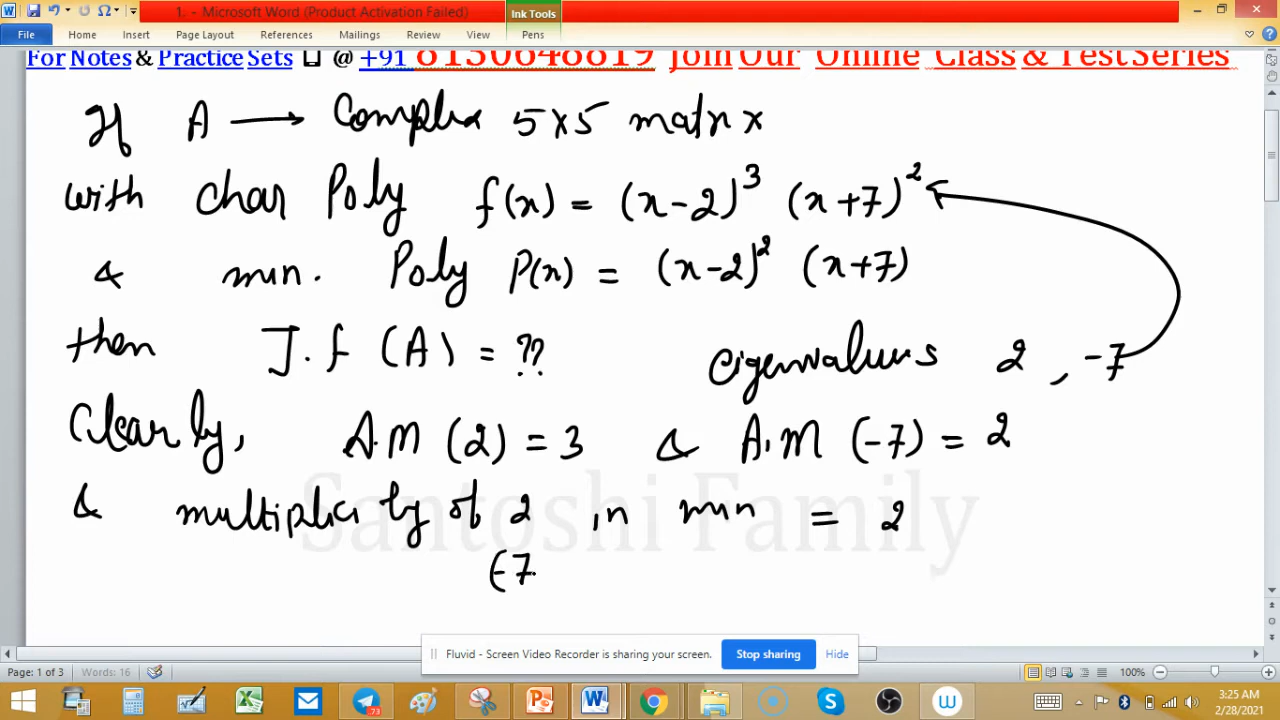 1. - Microsoft Word (Product Activation Failed)
Ink Tools
File Home Insert Page Layout References Mailings Review View Pens
For Notes & Practice Sets @ +91 8130648819 Join Our Online Class & Test Series
If A → Complex 5x5 matrix
with char Poly f(x) = (x-2)^3 (x+7)^2
& min. Poly P(x) = (x-2)^2 (x+7)
then J.f (A) = ??
eigenvalues 2, -7
Clearly, A.M (2) = 3 & A.M (-7) = 2
& multiplicity of 2 in min = 2
(-7
Santoshi Family
Fluvid - Screen Video Recorder is sharing your screen. Stop sharing Hide
Page: 1 of 3 Words: 16 100%
73
3:25 AM
2/28/2021